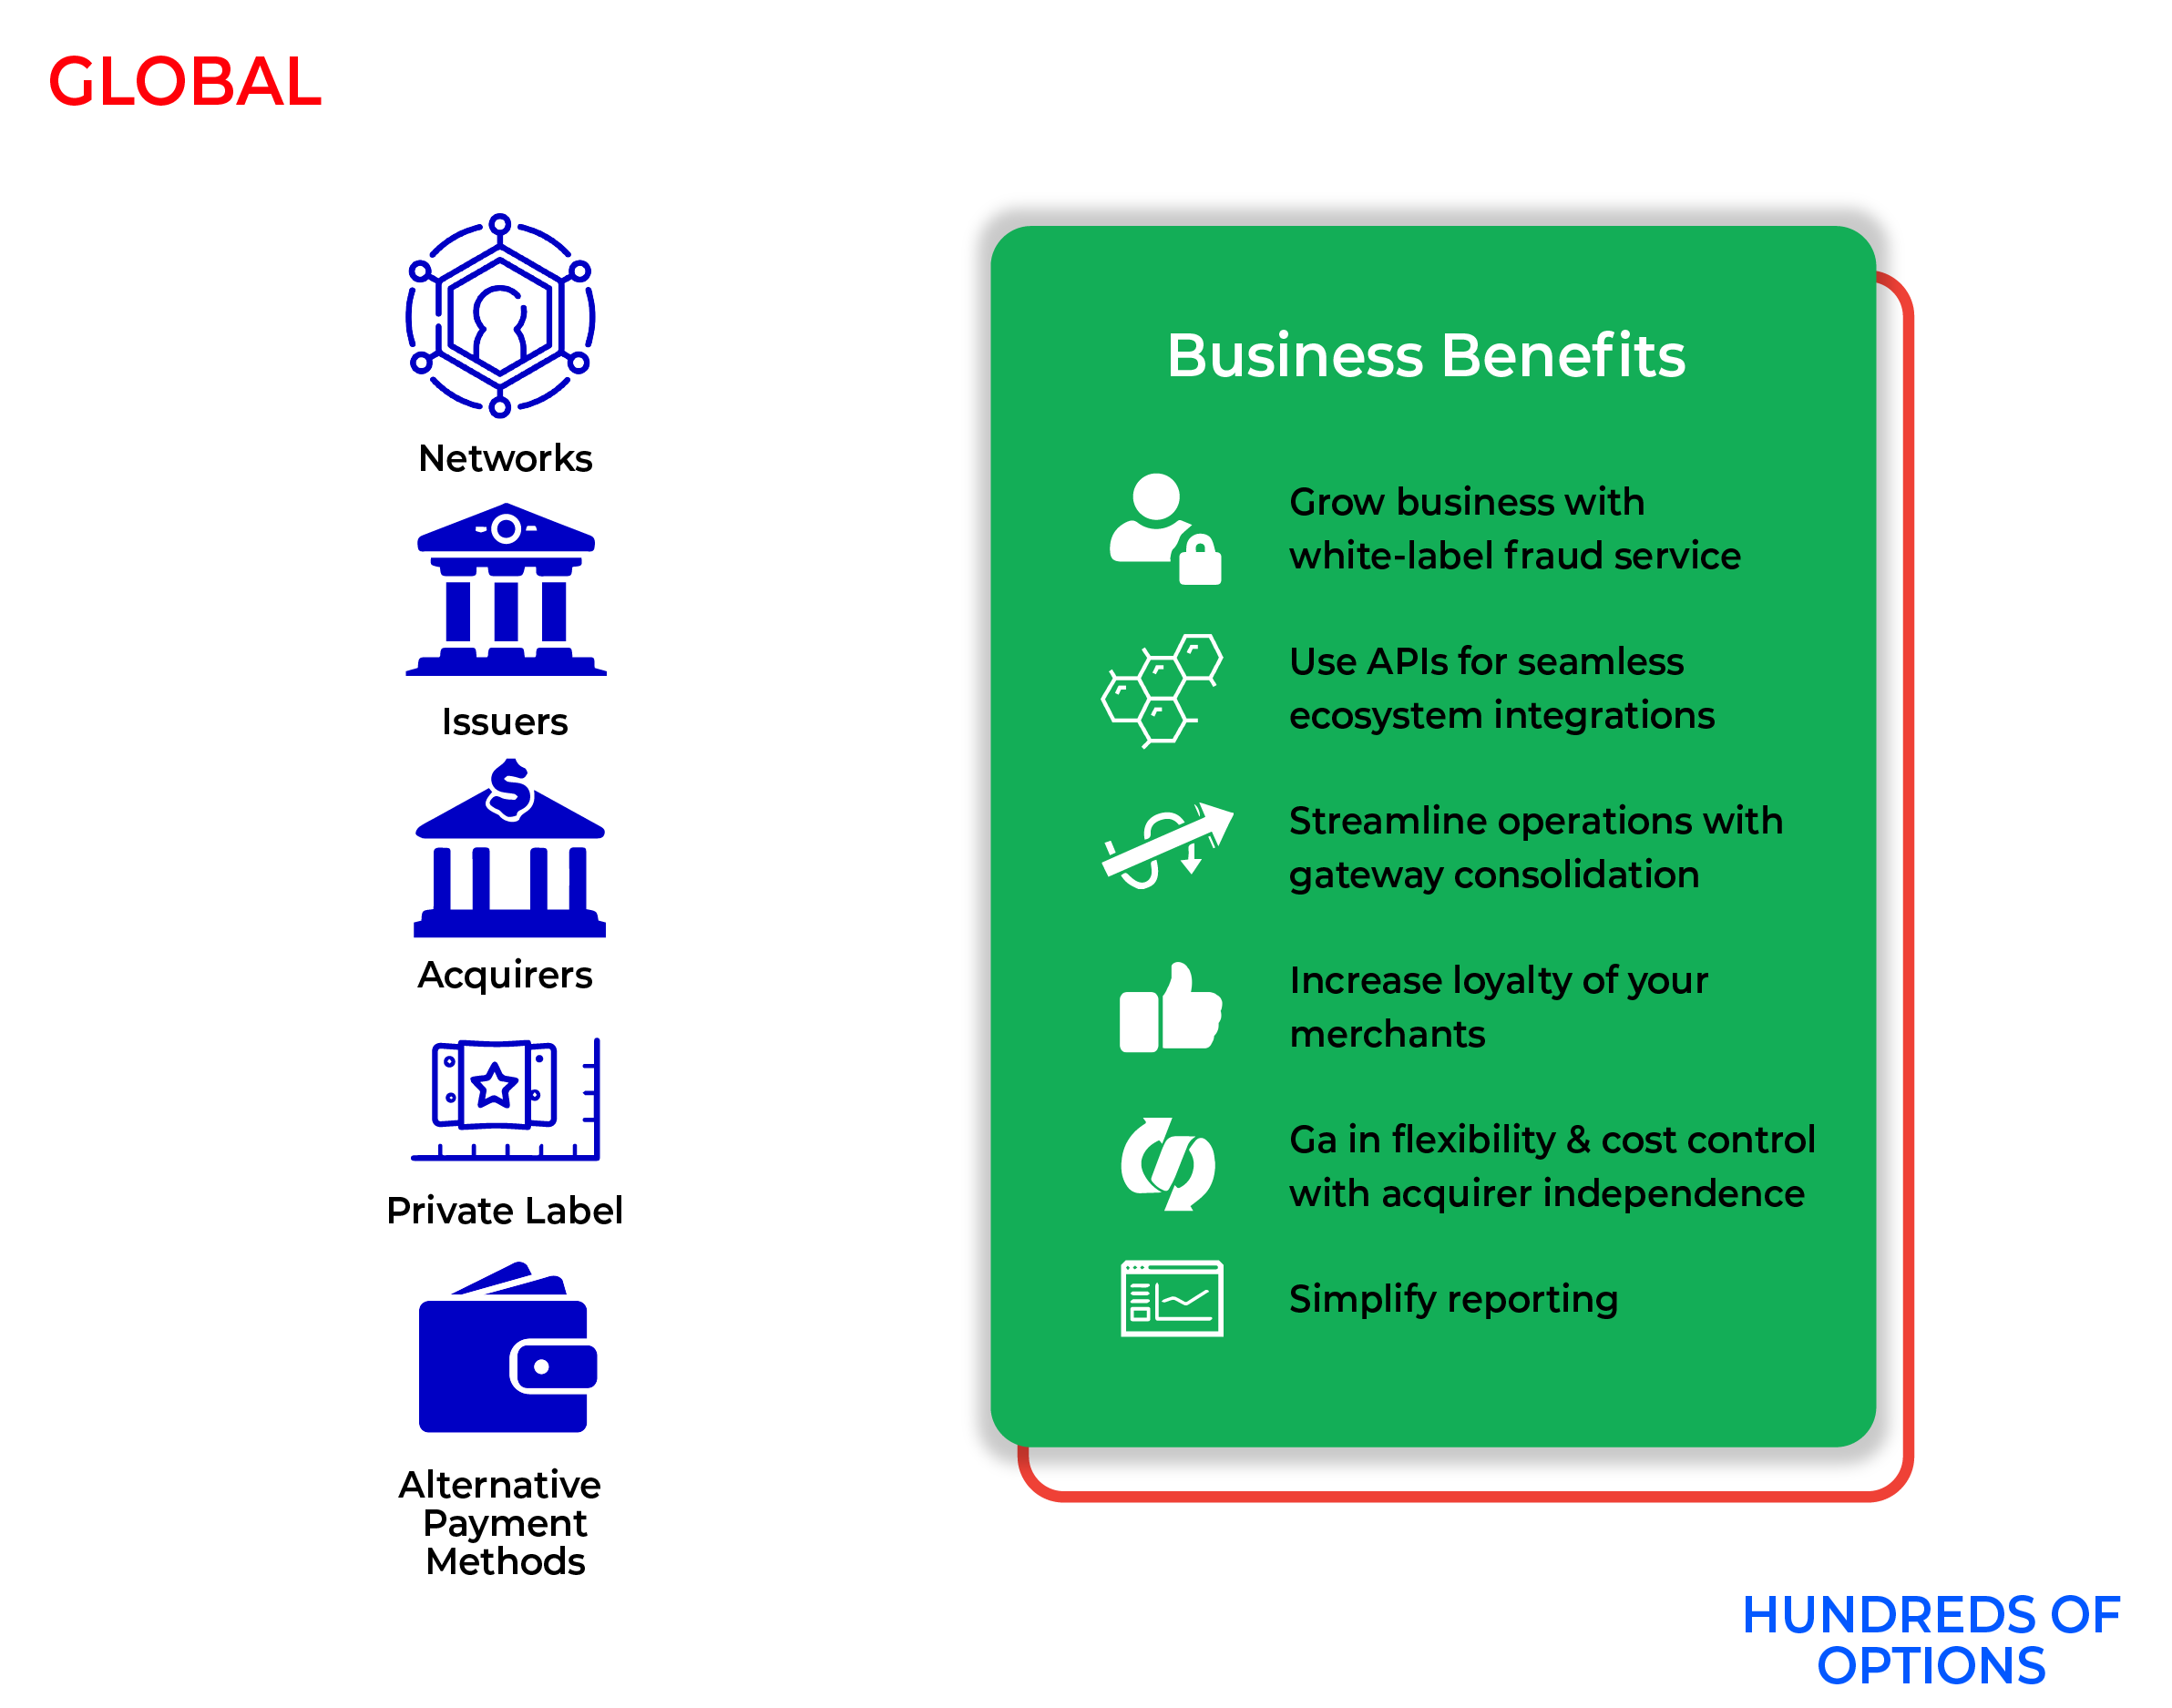 GLOBAL
Networks
Issuers
Acquirers
Private Label
Alternative
Payment
Methods
Business Benefits
Grow business with
white-label fraud service
Use APIs for seamless
ecosystem integrations
Streamline operations with
gateway consolidation
Increase loyalty of your
merchants
Ga in flexibility & cost control
with acquirer independence
Simplify reporting
HUNDREDS OF
OPTIONS